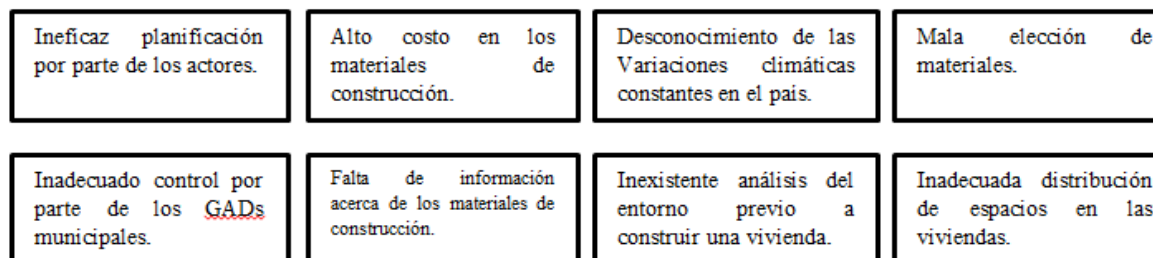 Ineficaz planificación
por parte de los actores.
Alto costo en los
materiales de
construcción.
Desconocimiento de las
Variaciones climáticas
constantes en el país.
Mala elección de
materiales.
Inadecuado control por
parte de los GADs
municipales.
Falta de información
acerca de los materiales de
construcción.
Inexistente análisis del
entorno previo a
construir una vivienda.
Inadecuada distribución
de espacios en las
viviendas.